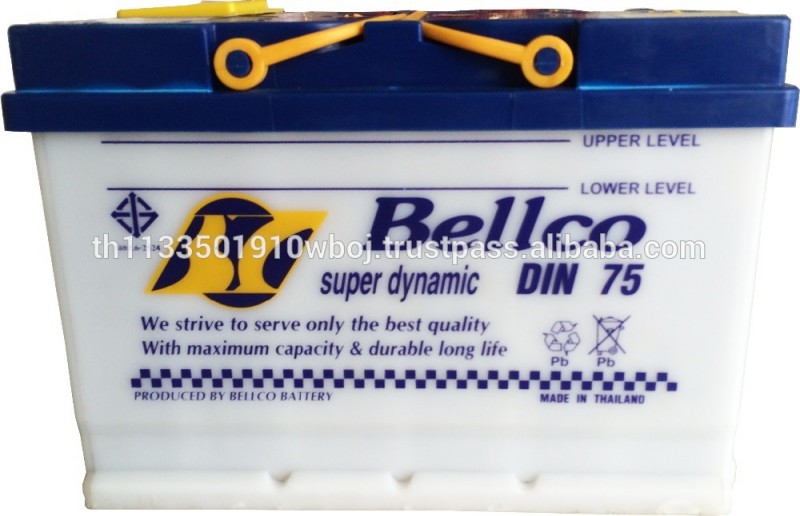 UPPER LEVEL
LOWER LEVEL
Bellco
th1133501910wboj.trustpass.alibaba.com
super dynamic DIN 75
We strive to serve only the best quality
With maximum capacity & durable long life
Pb Pb
PRODUCED BY BELLCO BATTERY
MADE IN THAILAND